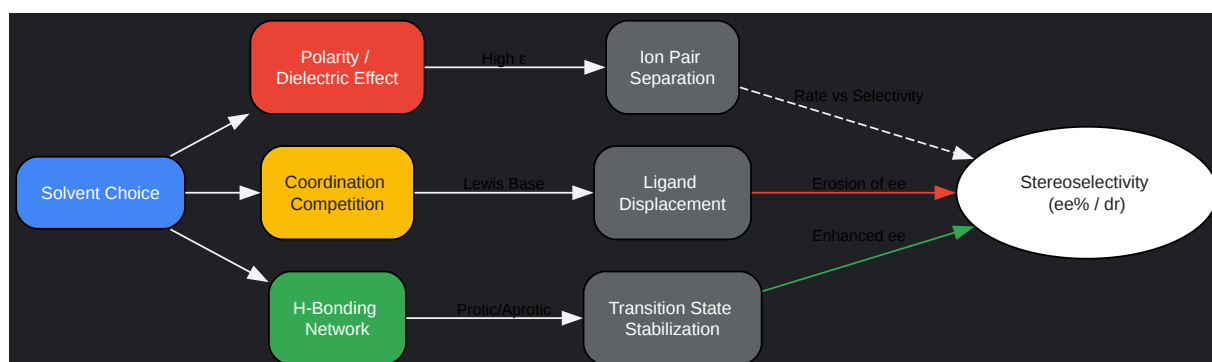 Polarity /
Dielectric Effect
High ε
Ion Pair
Separation
Rate vs Selectivity
Solvent Choice
Coordination
Competition
Lewis Base
Ligand
Displacement
Erosion of ee
Stereoselectivity
(ee% / dr)
Enhanced ee
H-Bonding
Network
Protic/Aprotic
Transition State
Stabilization